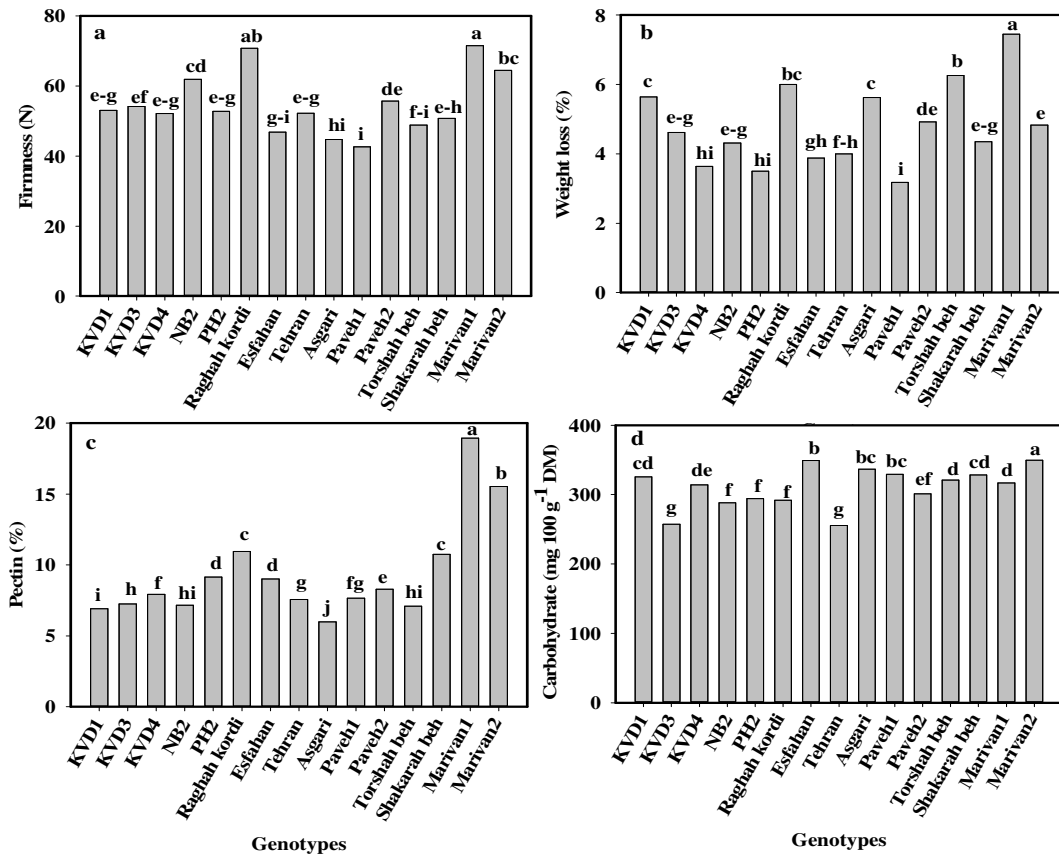 a
Firmness (N)
80
60
40
20
0
e-g
ef
e-g
cd
e-g
ab
g-i
e-g
hi
i
de
f-i
e-h
a
bc
KVD1
KVD3
KVD4
NB2
PH2
Raghah kordi
Esfahan
Tehran
Asgari
Paveh1
Paveh2
Torshah beh
Shakarah beh
Marivan1
Marivan2
b
Weight loss (%)
8
6
4
2
0
c
e-g
hi
e-g
hi
bc
gh
f-h
c
i
de
b
e-g
a
e
KVD1
KVD3
KVD4
NB2
PH2
Raghah kordi
Esfahan
Tehran
Asgari
Paveh1
Paveh2
Torshah beh
Shakarah beh
Marivan1
Marivan2
c
Pectin (%)
20
15
10
5
0
i
h
f
hi
d
c
d
g
j
fg
e
hi
c
a
b
KVD1
KVD3
KVD4
NB2
PH2
Raghah kordi
Esfahan
Tehran
Asgari
Paveh1
Paveh2
Torshah beh
Shakarah beh
Marivan1
Marivan2
Genotypes
d
Carbohydrate (mg 100 g-1 DM)
400
300
200
100
0
cd
g
de
f
f
f
b
g
bc
bc
ef
d
cd
d
a
KVD1
KVD3
KVD4
NB2
PH2
Raghah kordi
Esfahan
Tehran
Asgari
Paveh1
Paveh2
Torshah beh
Shakarah beh
Marivan1
Marivan2
Genotypes